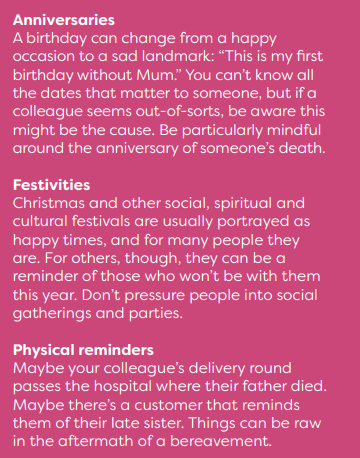 Anniversaries
A birthday can change from a happy
occasion to a sad landmark: “This is my first
birthday without Mum.” You can’t know all
the dates that matter to someone, but if a
colleague seems out-of-sorts, be aware this
might be the cause. Be particularly mindful
around the anniversary of someone’s death.
Festivities
Christmas and other social, spiritual and
cultural festivals are usually portrayed as
happy times, and for many people they
are. For others, though, they can be a
reminder of those who won’t be with them
this year. Don’t pressure people into social
gatherings and parties.
Physical reminders
Maybe your colleague’s delivery round
passes the hospital where their father died.
Maybe there’s a customer that reminds
them of their late sister. Things can be raw
in the aftermath of a bereavement.